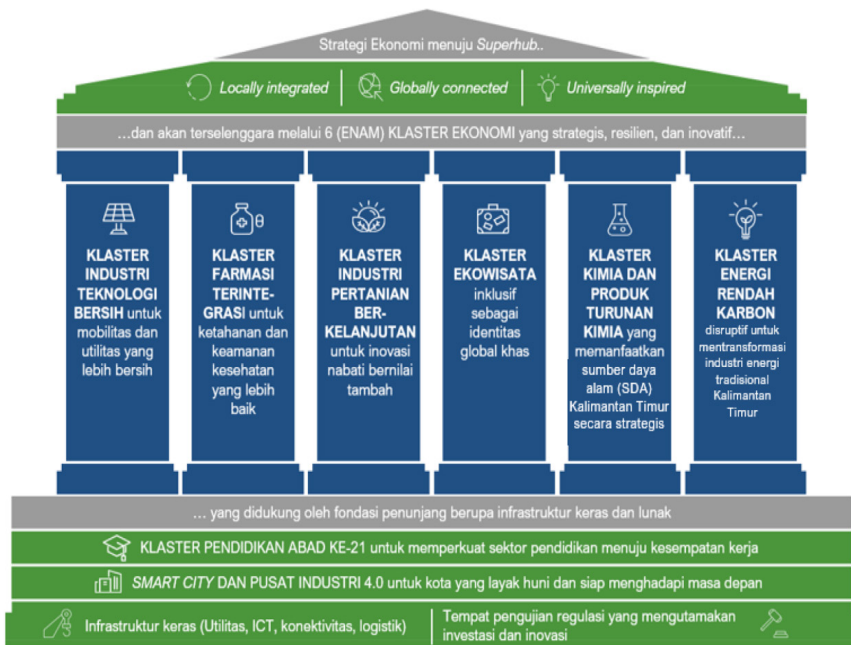 Strategi Ekonomi menuju Superhub..
Locally integrated
Globally connected
Universally inspired
…dan akan terselenggara melalui 6 (ENAM) KLASTER EKONOMI yang strategis, resilien, dan inovatif…
KLASTER
INDUSTRI
TEKNOLOGI
BERSIH untuk
mobilitas dan
utilitas yang
lebih bersih
KLASTER
FARMASI
TERINTE-
GRASI untuk
ketahanan dan
keamanan
kesehatan
yang lebih
baik
KLASTER
INDUSTRI
PERTANIAN
BER-
KELANJUTAN
untuk inovasi
nabati bernilai
tambah
KLASTER
EKOWISATA
inklusif
sebagai
identitas
global khas
KLASTER
KIMIA DAN
PRODUK
TURUNAN
KIMIA yang
memanfaatkan
sumber daya
alam (SDA)
Kalimantan Timur
secara strategis
KLASTER
ENERGI
RENDAH
KARBON
disruptif untuk
mentransformasi
industri energi
tradisional
Kalimantan
Timur
… yang didukung oleh fondasi penunjang berupa infrastruktur keras dan lunak
KLASTER PENDIDIKAN ABAD KE-21 untuk memperkuat sektor pendidikan menuju kesempatan kerja
SMART CITY DAN PUSAT INDUSTRI 4.0 untuk kota yang layak huni dan siap menghadapi masa depan
Infrastruktur keras (Utilitas, ICT, konektivitas, logistik)
Tempat pengujian regulasi yang mengutamakan
investasi dan inovasi